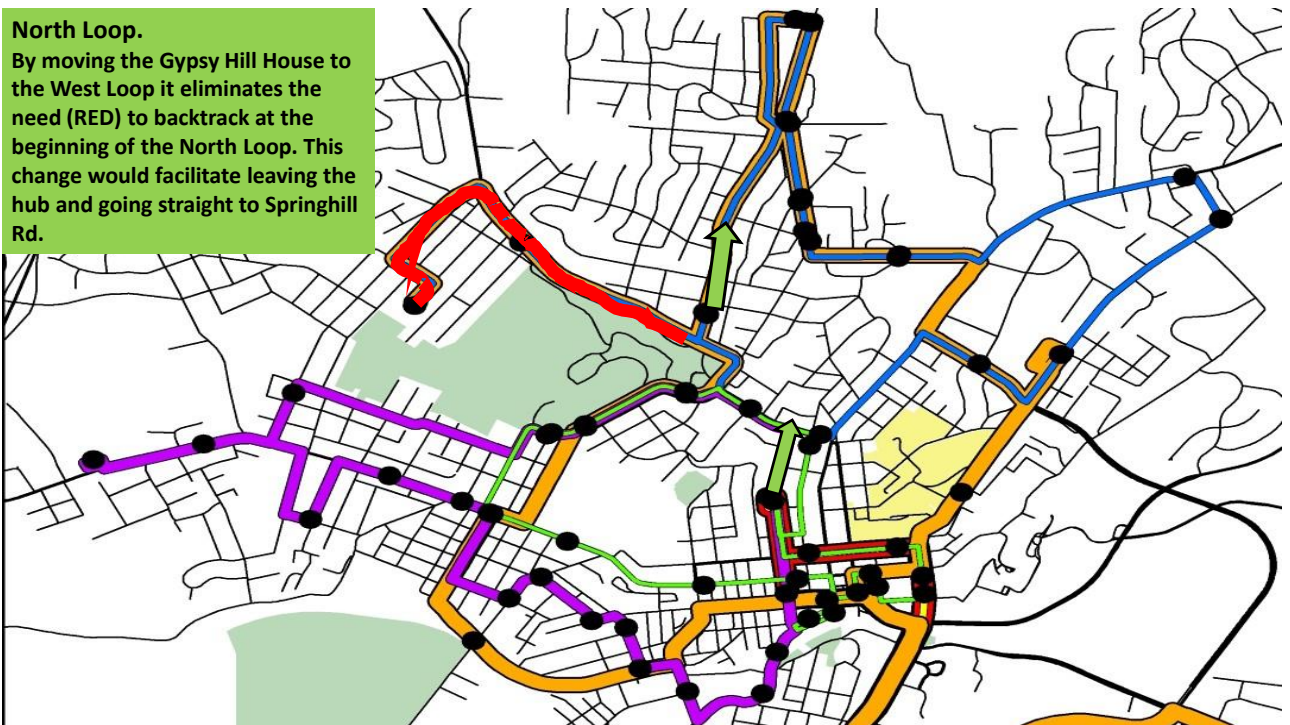 North Loop.
By moving the Gypsy Hill House to
the West Loop it eliminates the
need (RED) to backtrack at the
beginning of the North Loop. This
change would facilitate leaving the
hub and going straight to Springhill
Rd.